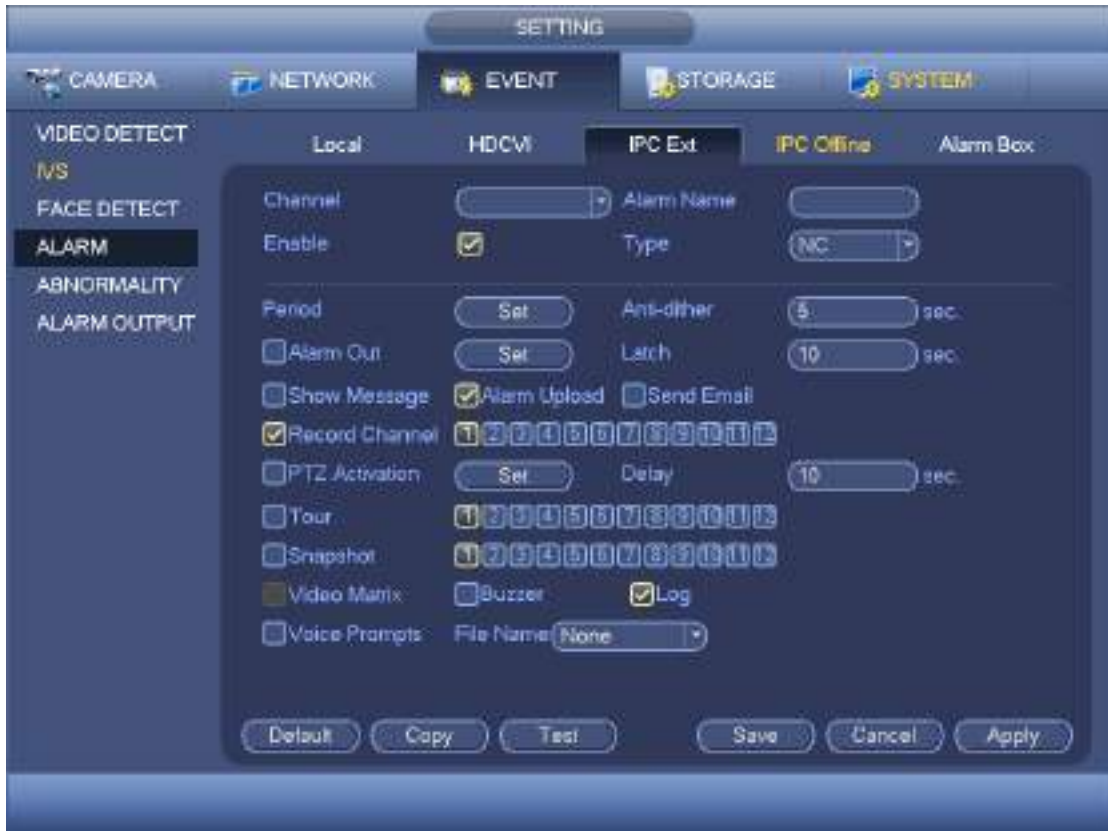 SETTING
CAMERA NETWORK EVENT STORAGE SYSTEM
VIDEO DETECT
IVS
FACE DETECT
ALARM
ABNORMALITY
ALARM OUTPUT
Local HDCVI IPC Ext IPC Offline Alarm Box
Channel Alarm Name
Enable Type NC
Period Set Anti-dither 5 sec.
Alarm Out Set Latch 10 sec.
Show Message Alarm Upload Send Email
Record Channel 1 2 3 4 5 6 7 8 9 10 11 12
PTZ Activation Set Delay 10 sec.
Tour 1 2 3 4 5 6 7 8 9 10 11 12
Snapshot 1 2 3 4 5 6 7 8 9 10 11 12
Video Matrix Buzzer Log
Voice Prompts File Name None
Default Copy Test Save Cancel Apply